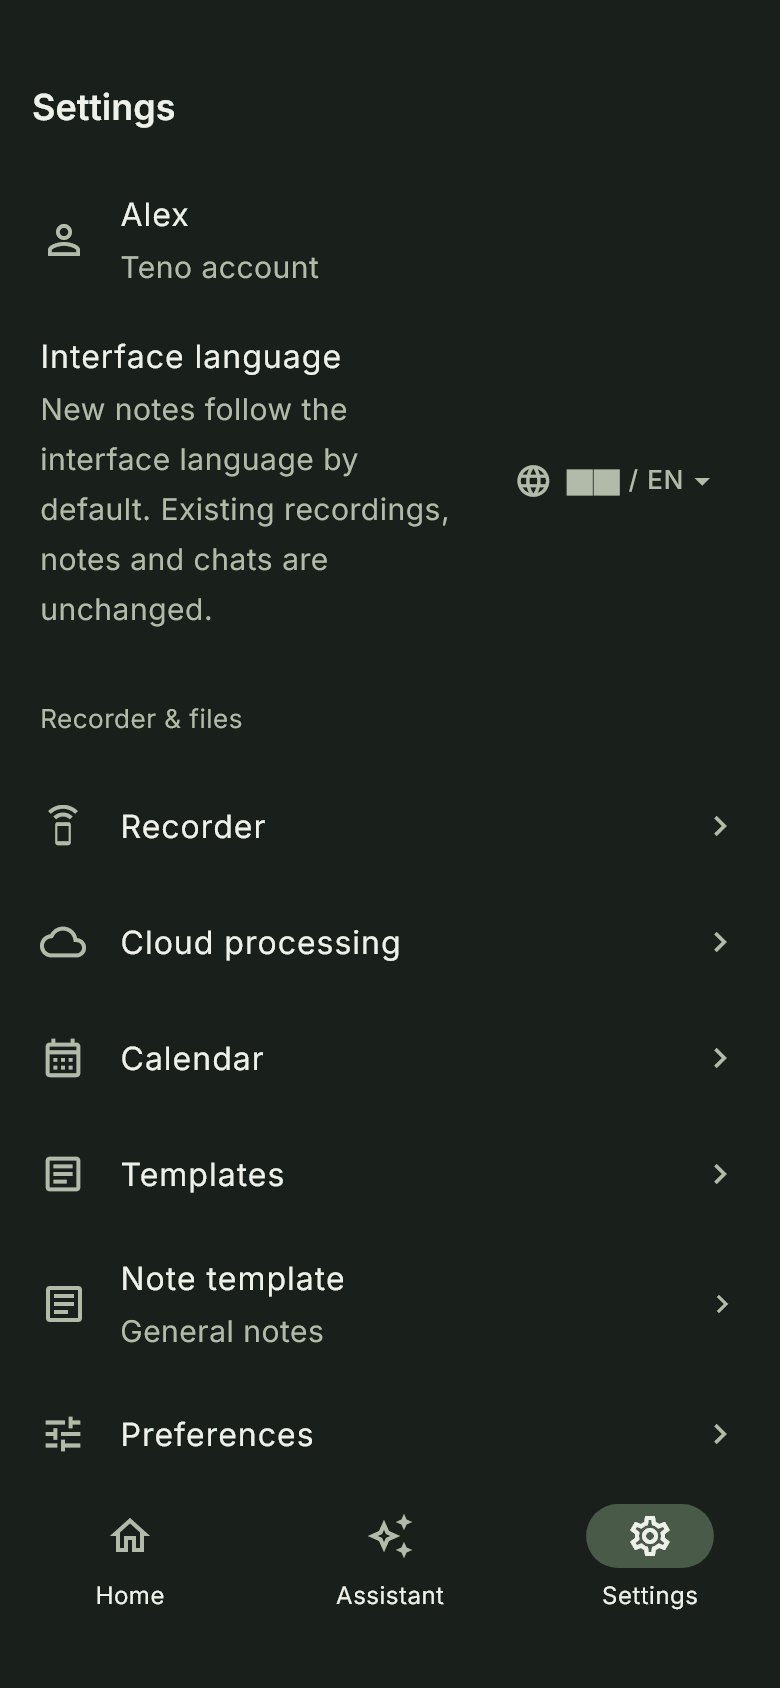 Settings
Alex
Teno account
Interface language
New notes follow the
interface language by
default. Existing recordings,
notes and chats are
unchanged.
/ EN
Recorder & files
Recorder
Cloud processing
Calendar
Templates
Note template
General notes
Preferences
Home
Assistant
Settings